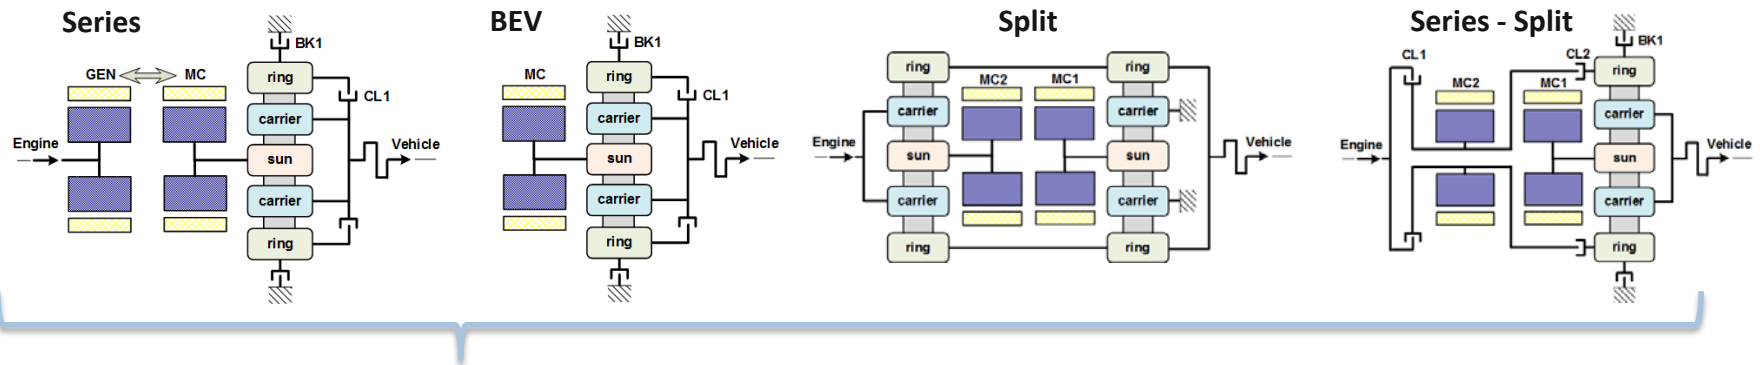 Series
BK1
GEN
MC
ring
CL1
carrier
Engine
sun
Vehicle
carrier
ring
BEV
BK1
MC
ring
CL1
carrier
sun
Vehicle
carrier
ring
Split
ring
ring
MC2
MC1
carrier
carrier
Engine
sun
sun
Vehicle
carrier
carrier
ring
ring
Series - Split
BK1
CL1
CL2
ring
MC2
MC1
carrier
Engine
sun
Vehicle
carrier
ring